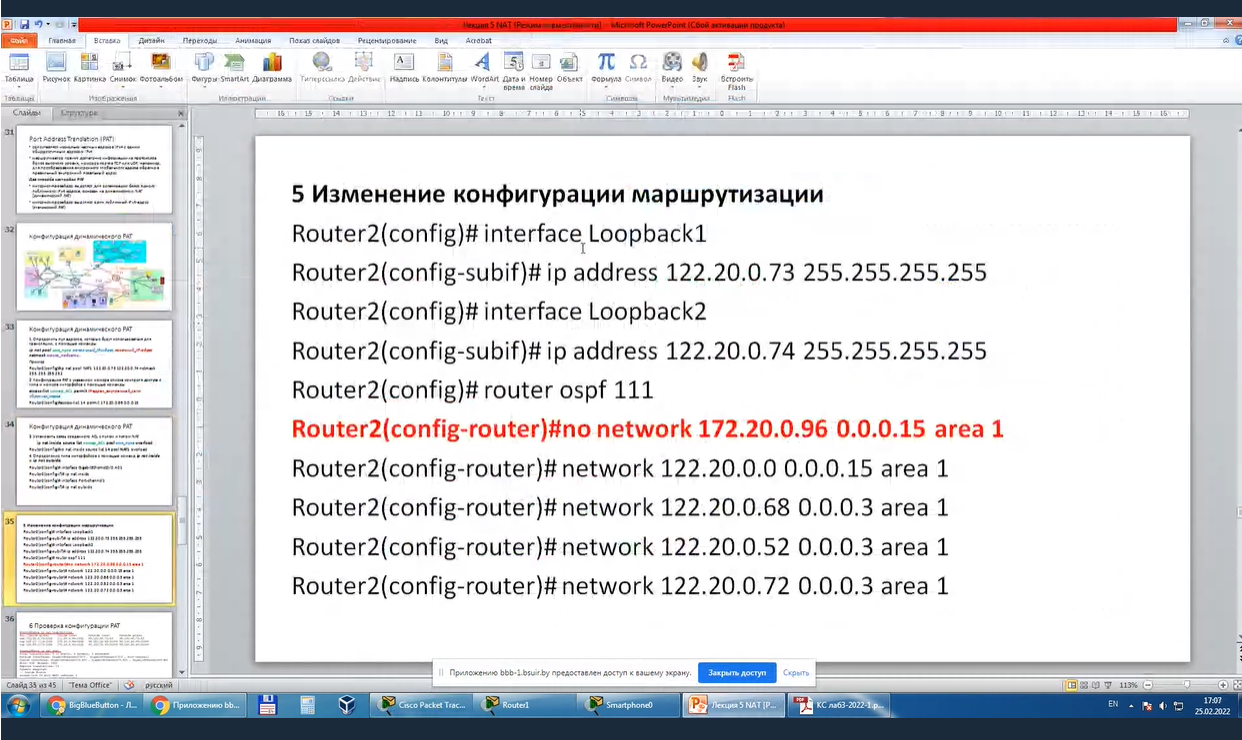 Лекция 5 NAT [Режим совместимости] - Microsoft PowerPoint (Сбой активации продукта)
Файл Главная Вставка Дизайн Переходы Анимация Показ слайдов Рецензирование Вид Acrobat
Таблица Рисунок Картинка Снимок Фотоальбом Фигуры SmartArt Диаграмма Гиперссылка Действие Надпись Колонтитулы WordArt Дата и время Номер слайда Объект Формула Символ Видео Звук Встроить Flash
Таблицы Изображения Иллюстрации Ссылки Текст Символы Мультимедиа Flash
Слайды Структура
31
Port Address Translation (PAT)
32
Конфигурация динамического PAT
33
Конфигурация динамического PAT
34
Конфигурация динамического PAT
35
5 Изменение конфигурации маршрутизации
36
6 Проверка конфигурации PAT
5 Изменение конфигурации маршрутизации
Router2(config)# interface Loopback1
Router2(config-subif)# ip address 122.20.0.73 255.255.255.255
Router2(config)# interface Loopback2
Router2(config-subif)# ip address 122.20.0.74 255.255.255.255
Router2(config)# router ospf 111
Router2(config-router)#no network 172.20.0.96 0.0.0.15 area 1
Router2(config-router)# network 122.20.0.0 0.0.0.15 area 1
Router2(config-router)# network 122.20.0.68 0.0.0.3 area 1
Router2(config-router)# network 122.20.0.52 0.0.0.3 area 1
Router2(config-router)# network 122.20.0.72 0.0.0.3 area 1
Приложению bbb-1.bsuir.by предоставлен доступ к вашему экрану. Закрыть доступ Скрыть
Слайд 35 из 45 "Тема Office" русский 113%
BigBlueButton - Л... Приложению bb... Cisco Packet Trac... Router1 Smartphone0 Лекция 5 NAT [Р... КС лаб3-2022-1.p... EN 17:07
25.02.2022